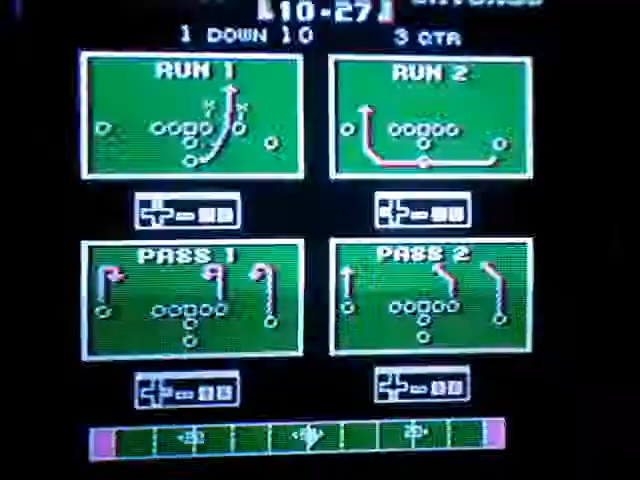 10-27
1 DOWN 10 3 QTR
RUN 1 RUN 2
PASS 1 PASS 2